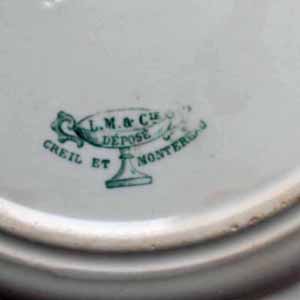 L.M. & Cie
DÉPOSÉ
CREIL ET MONTEREAU